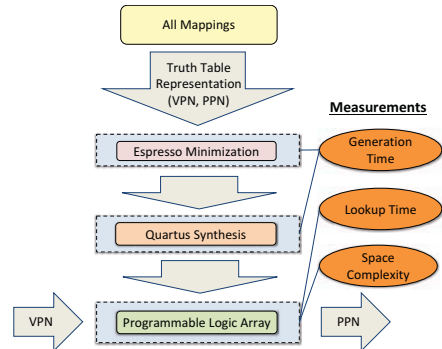 All Mappings
Truth Table
Representation
(VPN, PPN)
Measurements
Espresso Minimization
Generation
Time
Lookup Time
Quartus Synthesis
Space
Complexity
VPN
Programmable Logic Array
PPN